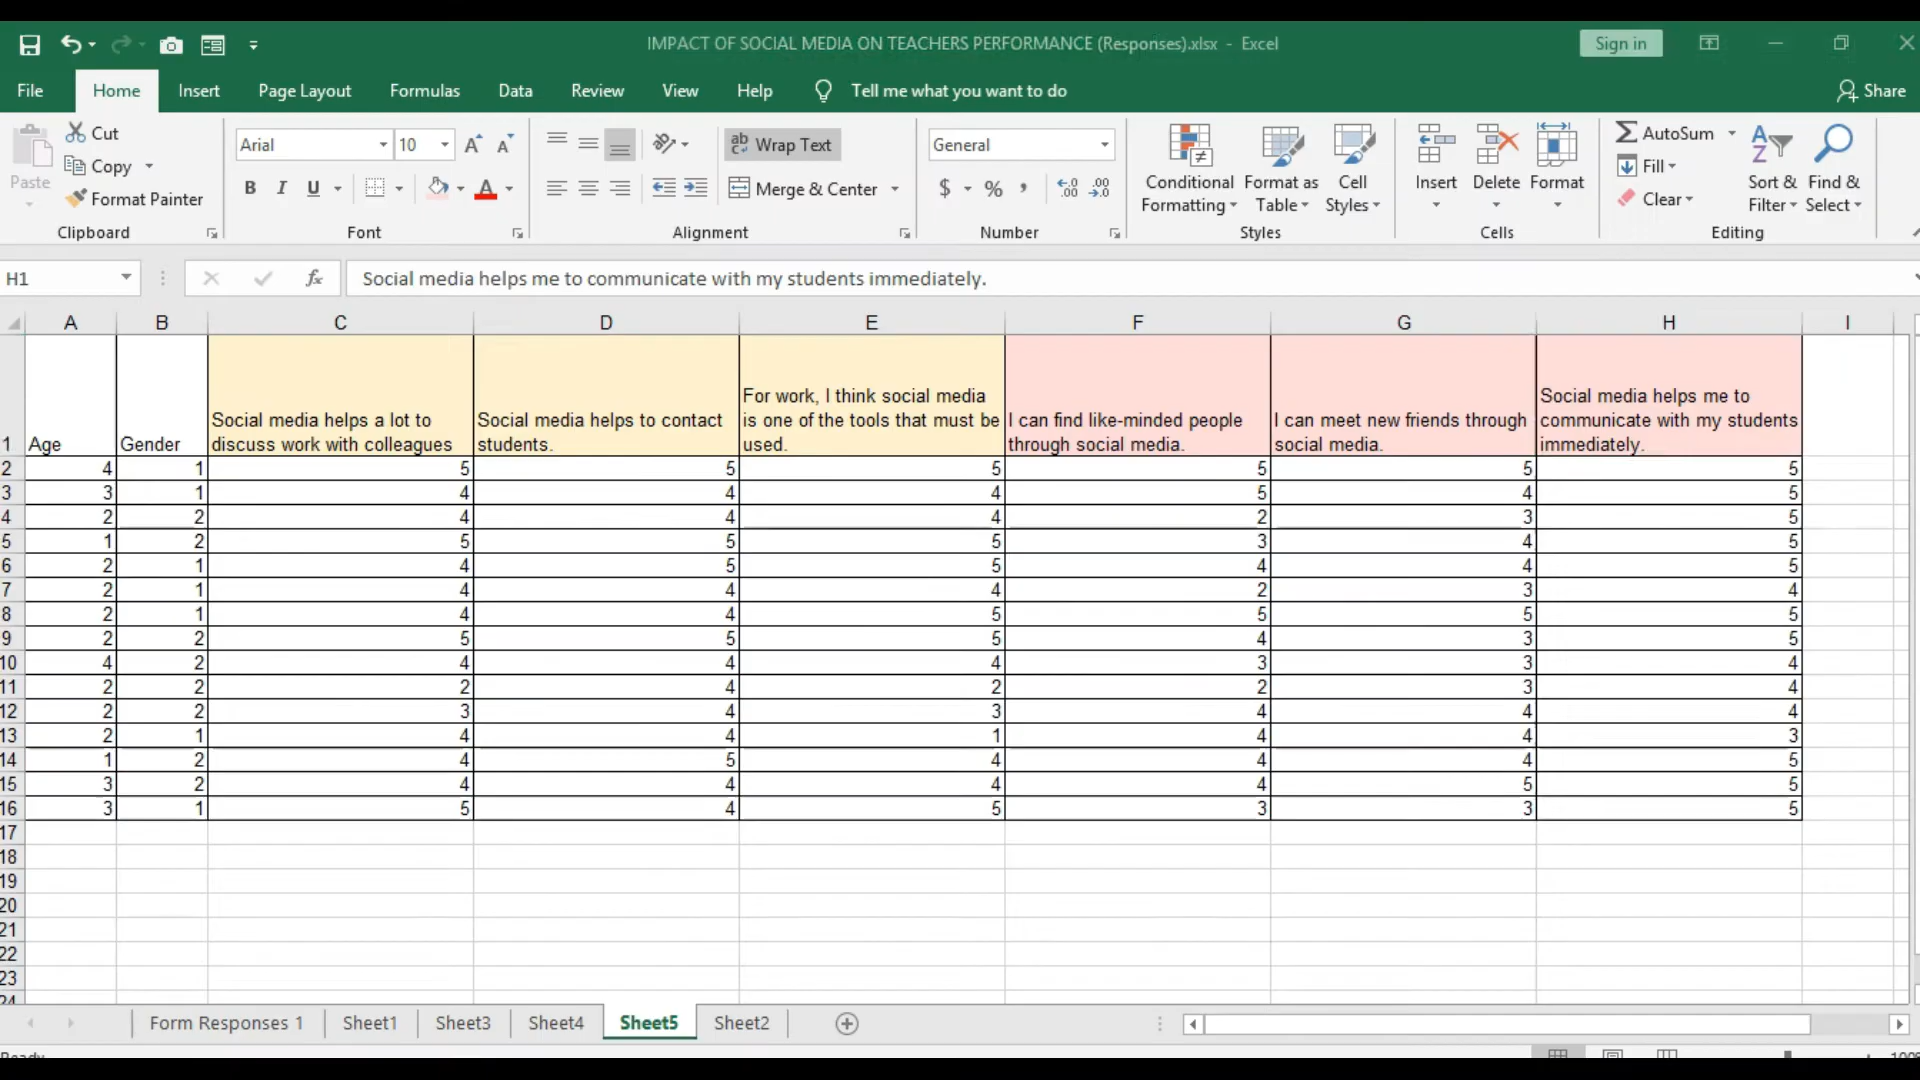 IMPACT OF SOCIAL MEDIA ON TEACHERS PERFORMANCE (Responses).xlsx - Excel
Sign in
File Home Insert Page Layout Formulas Data Review View Help Tell me what you want to do Share
Paste
Cut
Copy
Format Painter
Clipboard
Arial 10
B I U A
Font
Wrap Text
Merge & Center
Alignment
General
$ % ,
Number
Conditional Formatting
Format as Table
Cell Styles
Styles
Insert Delete Format
Cells
AutoSum
Fill
Clear
Sort & Filter
Find & Select
Editing
H1 fx Social media helps me to communicate with my students immediately.
A B C D E F G H I
1 Age Gender
Social media helps a lot to
discuss work with colleagues
Social media helps to contact
students.
For work, I think social media
is one of the tools that must be
used.
I can find like-minded people
through social media.
I can meet new friends through
social media.
Social media helps me to
communicate with my students
immediately.
2 4 1 5 5 5 5 5 5
3 3 1 4 4 4 5 4 5
4 2 2 4 4 4 2 3 5
5 1 2 5 5 5 3 4 5
6 2 1 4 5 5 4 4 5
7 2 1 4 4 4 2 3 4
8 2 1 4 4 5 5 5 5
9 2 2 5 5 5 4 3 5
10 4 2 4 4 4 3 3 4
11 2 2 2 4 2 2 3 4
12 2 2 3 4 3 4 4 4
13 2 1 4 4 1 4 4 3
14 1 2 4 5 4 4 4 5
15 3 2 4 4 4 4 5 5
16 3 1 5 4 5 3 3 5
17
18
19
20
21
22
23
24
Form Responses 1 Sheet1 Sheet3 Sheet4 Sheet5 Sheet2
Ready